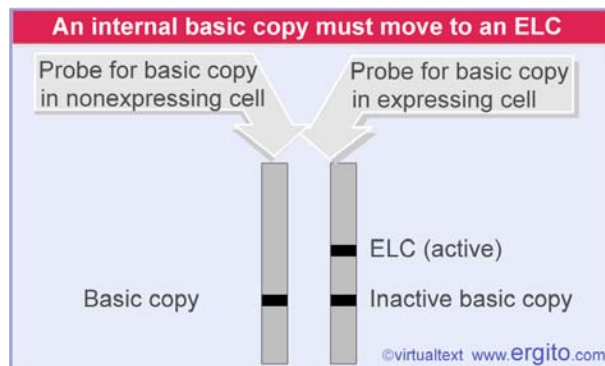 An internal basic copy must move to an ELC
Probe for basic copy
in nonexpressing cell
Probe for basic copy
in expressing cell
ELC (active)
Basic copy
Inactive basic copy
©virtualtext www.ergito.com